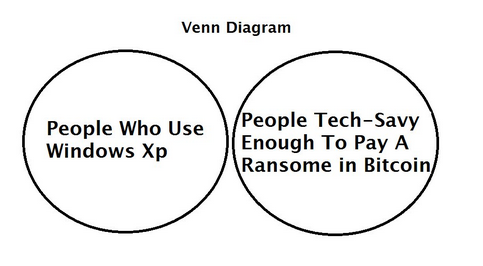 Venn Diagram
People Who Use
Windows Xp
People Tech-Savy
Enough To Pay A
Ransome in Bitcoin